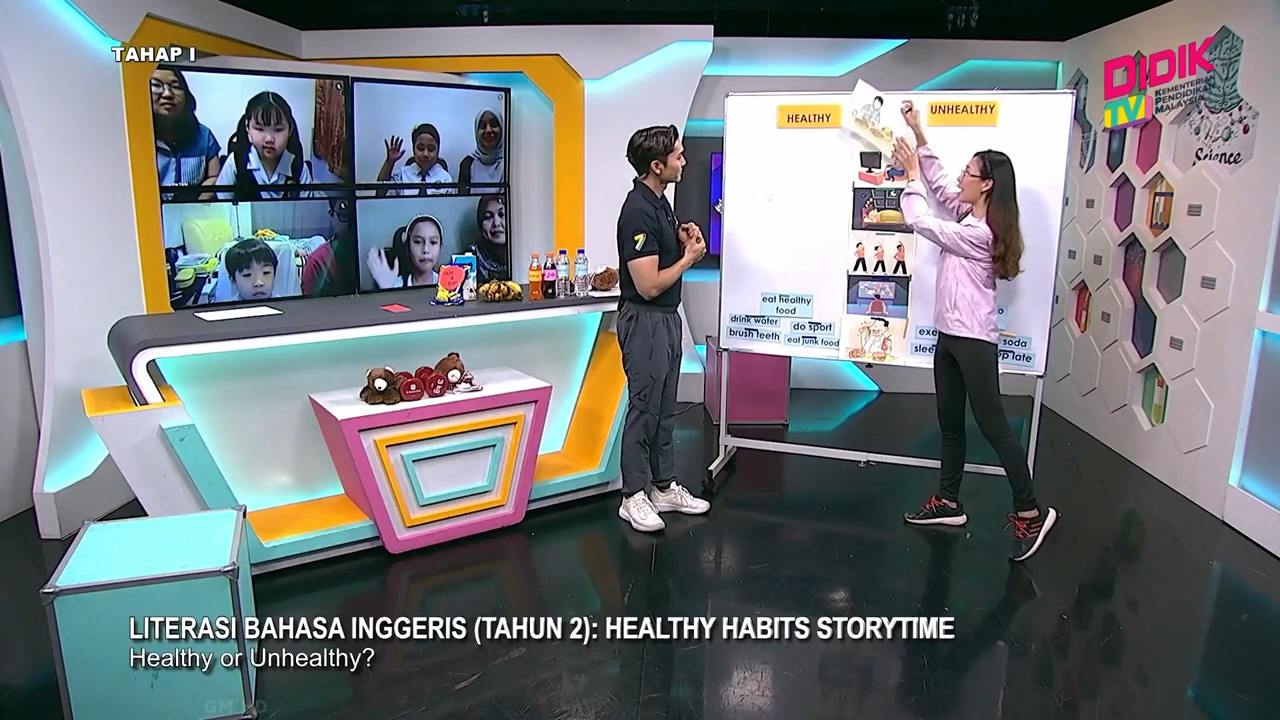 TAHAP I
DIDIK
TV
KEMENTERIAN
PENDIDIKAN
MALAYSIA
Science
HEALTHY
UNHEALTHY
eat healthy
food
drink water
do sport
brush teeth
eat junk food
soda
LITERASI BAHASA INGGERIS (TAHUN 2): HEALTHY HABITS STORYTIME
Healthy or Unhealthy?